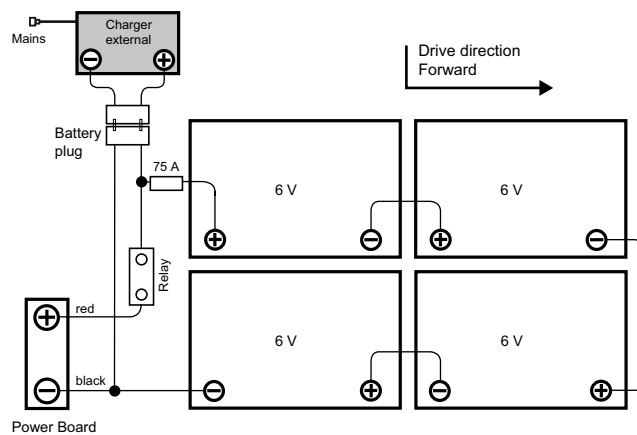 Mains
Charger
external
Drive direction
Forward
Battery
plug
75 A
6 V
6 V
Relay
red
6 V
6 V
black
Power Board